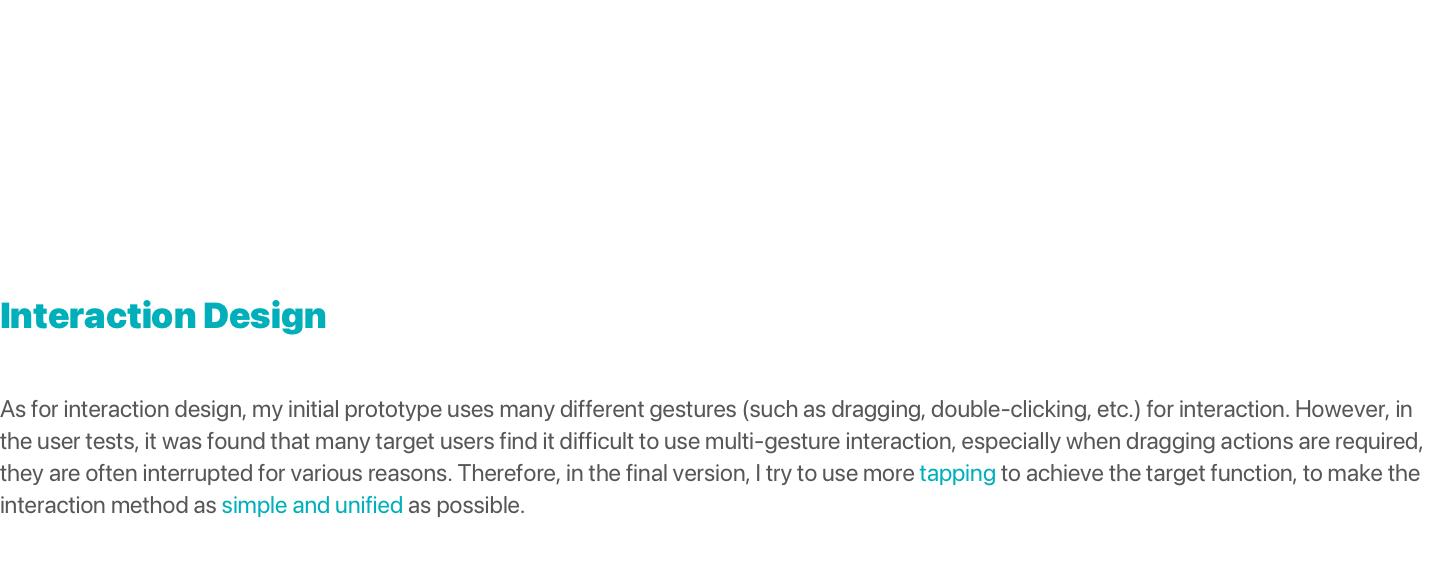 Interaction Design
As for interaction design, my initial prototype uses many different gestures (such as dragging, double-clicking, etc.) for interaction. However, in
the user tests, it was found that many target users find it difficult to use multi-gesture interaction, especially when dragging actions are required,
they are often interrupted for various reasons. Therefore, in the final version, I try to use more tapping to achieve the target function, to make the
interaction method as simple and unified as possible.